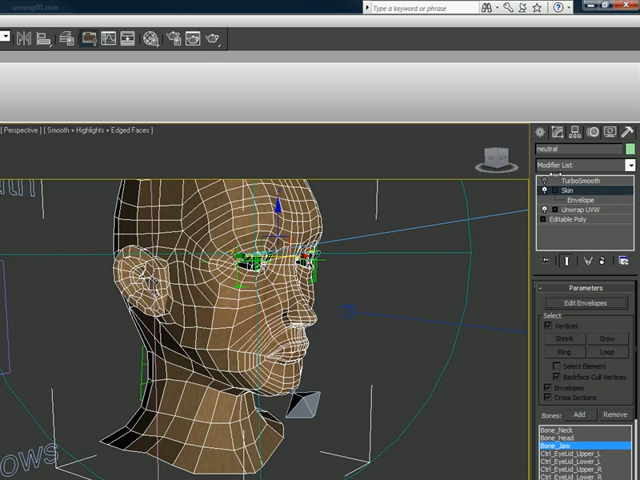 unwrap01.max
Type a keyword or phrase
[ Perspective ] [ Smooth + Highlights + Edged Faces ]
neutral
Modifier List
TurboSmooth
Skin
Envelope
Unwrap UVW
Editable Poly
Parameters
Edit Envelopes
Select
Vertices
Shrink Grow
Ring Loop
Select Element
Backface Cull Vertices
Envelopes
Cross Sections
Bones: Add Remove
Bone_Neck
Bone_Head
Bone_Jaw
Ctrl_EyeLid_Upper_L
Ctrl_EyeLid_Lower_L
Ctrl_EyeLid_Upper_R
Ctrl_EyeLid_Lower_R
ows